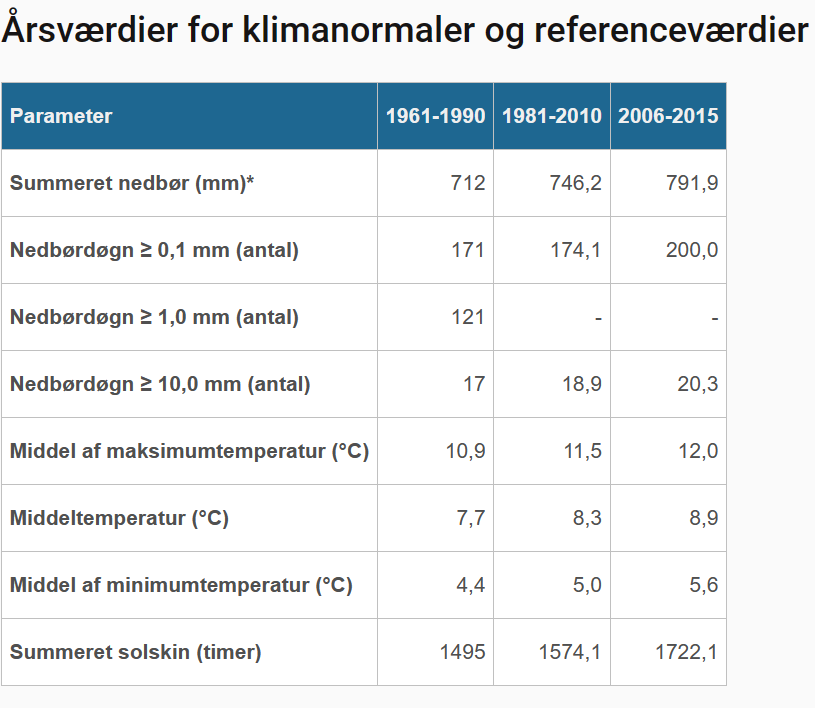 Årsværdier for klimanormaler og referenceværdier
Parameter 1961-1990 1981-2010 2006-2015
Summeret nedbør (mm)* 712 746,2 791,9
Nedbørdøgn ≥ 0,1 mm (antal) 171 174,1 200,0
Nedbørdøgn ≥ 1,0 mm (antal) 121 - -
Nedbørdøgn ≥ 10,0 mm (antal) 17 18,9 20,3
Middel af maksimumtemperatur (°C) 10,9 11,5 12,0
Middeltemperatur (°C) 7,7 8,3 8,9
Middel af minimumtemperatur (°C) 4,4 5,0 5,6
Summeret solskin (timer) 1495 1574,1 1722,1